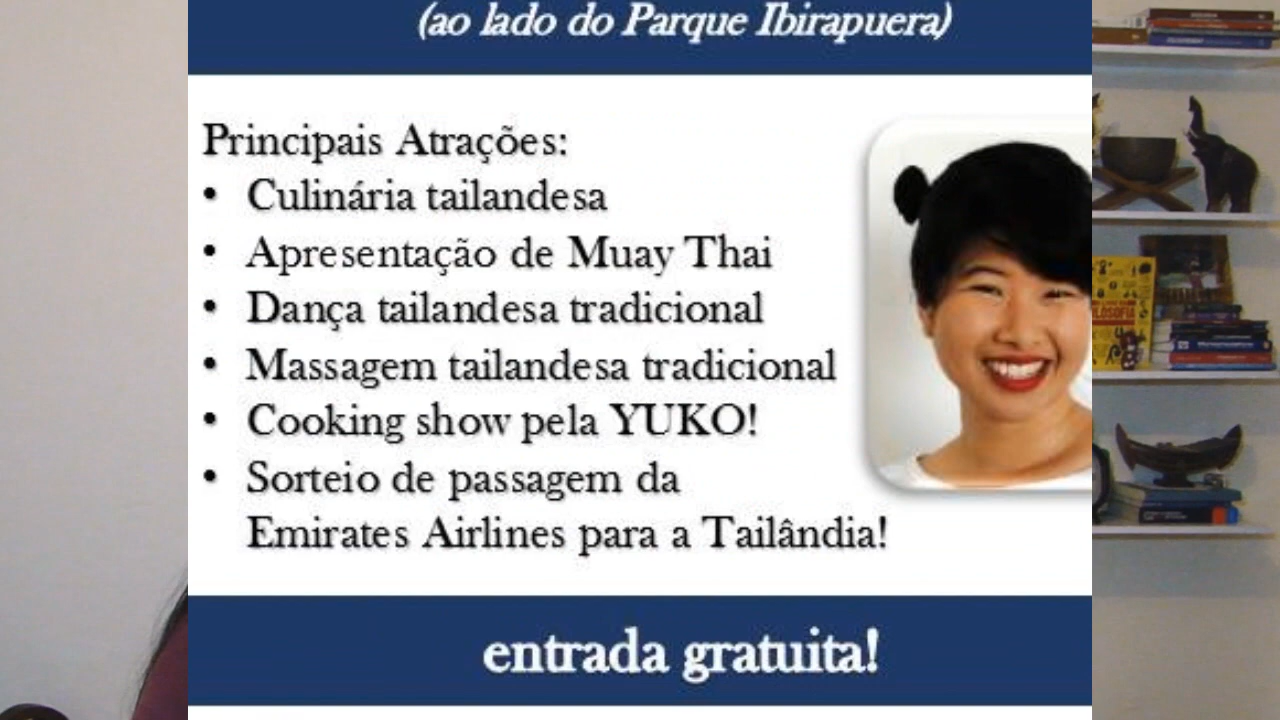 (ao lado do Parque Ibirapuera)
Principais Atrações:
• Culinária tailandesa
• Apresentação de Muay Thai
• Dança tailandesa tradicional
• Massagem tailandesa tradicional
• Cooking show pela YUKO!
• Sorteio de passagem da
Emirates Airlines para a Tailândia!
entrada gratuita!